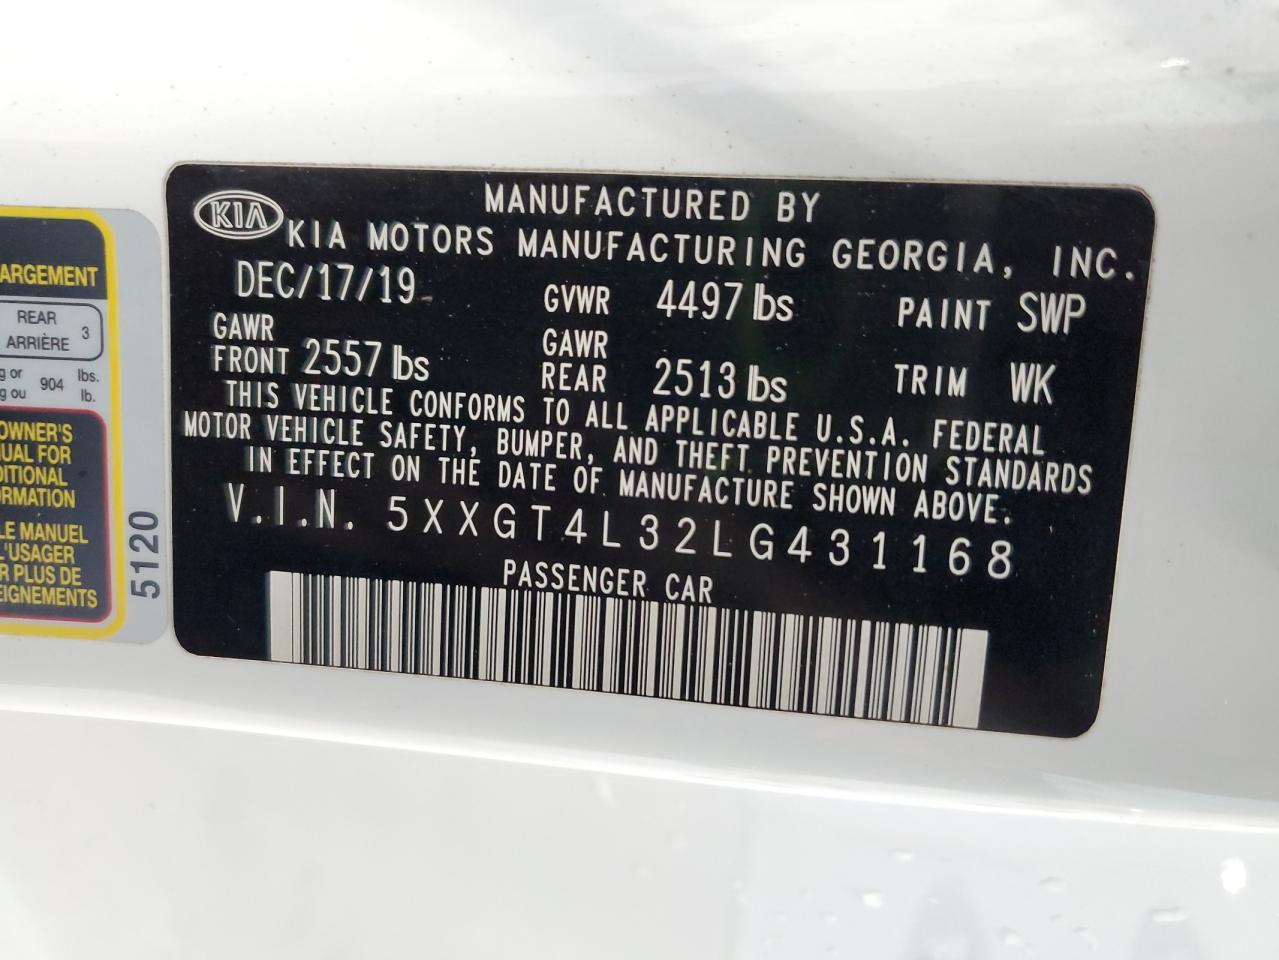 ARGEMENT
REAR
ARRIÈRE 3
g or 904 lbs.
g ou lb.
OWNER'S
UAL FOR
DITIONAL
ORMATION
LE MANUEL
L'USAGER
R PLUS DE
EIGNEMENTS
5120
KIA
MANUFACTURED BY
KIA MOTORS MANUFACTURING GEORGIA, INC.
DEC/17/19 GVWR 4497 lbs PAINT SWP
GAWR FRONT 2557 lbs GAWR REAR 2513 lbs TRIM WK
THIS VEHICLE CONFORMS TO ALL APPLICABLE U.S.A. FEDERAL
MOTOR VEHICLE SAFETY, BUMPER, AND THEFT PREVENTION STANDARDS
IN EFFECT ON THE DATE OF MANUFACTURE SHOWN ABOVE.
V.I.N. 5XXGT4L32LG431168
PASSENGER CAR